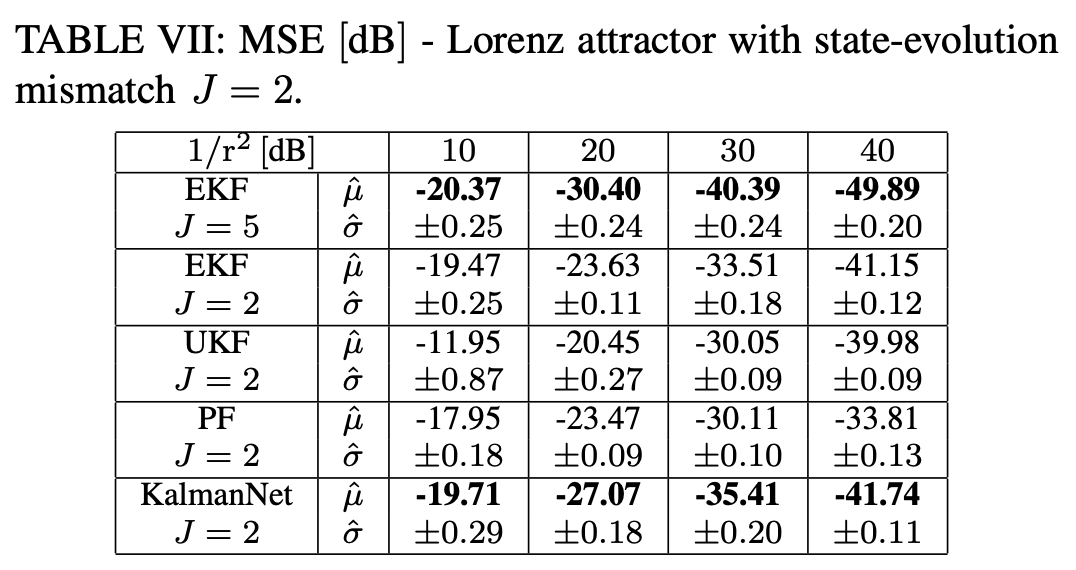 TABLE VII: MSE [dB] - Lorenz attractor with state-evolution
mismatch J = 2.
1/r² [dB] 10 20 30 40
EKF μ̂ -20.37 -30.40 -40.39 -49.89
J = 5 σ̂ ±0.25 ±0.24 ±0.24 ±0.20
EKF μ̂ -19.47 -23.63 -33.51 -41.15
J = 2 σ̂ ±0.25 ±0.11 ±0.18 ±0.12
UKF μ̂ -11.95 -20.45 -30.05 -39.98
J = 2 σ̂ ±0.87 ±0.27 ±0.09 ±0.09
PF μ̂ -17.95 -23.47 -30.11 -33.81
J = 2 σ̂ ±0.18 ±0.09 ±0.10 ±0.13
KalmanNet μ̂ -19.71 -27.07 -35.41 -41.74
J = 2 σ̂ ±0.29 ±0.18 ±0.20 ±0.11